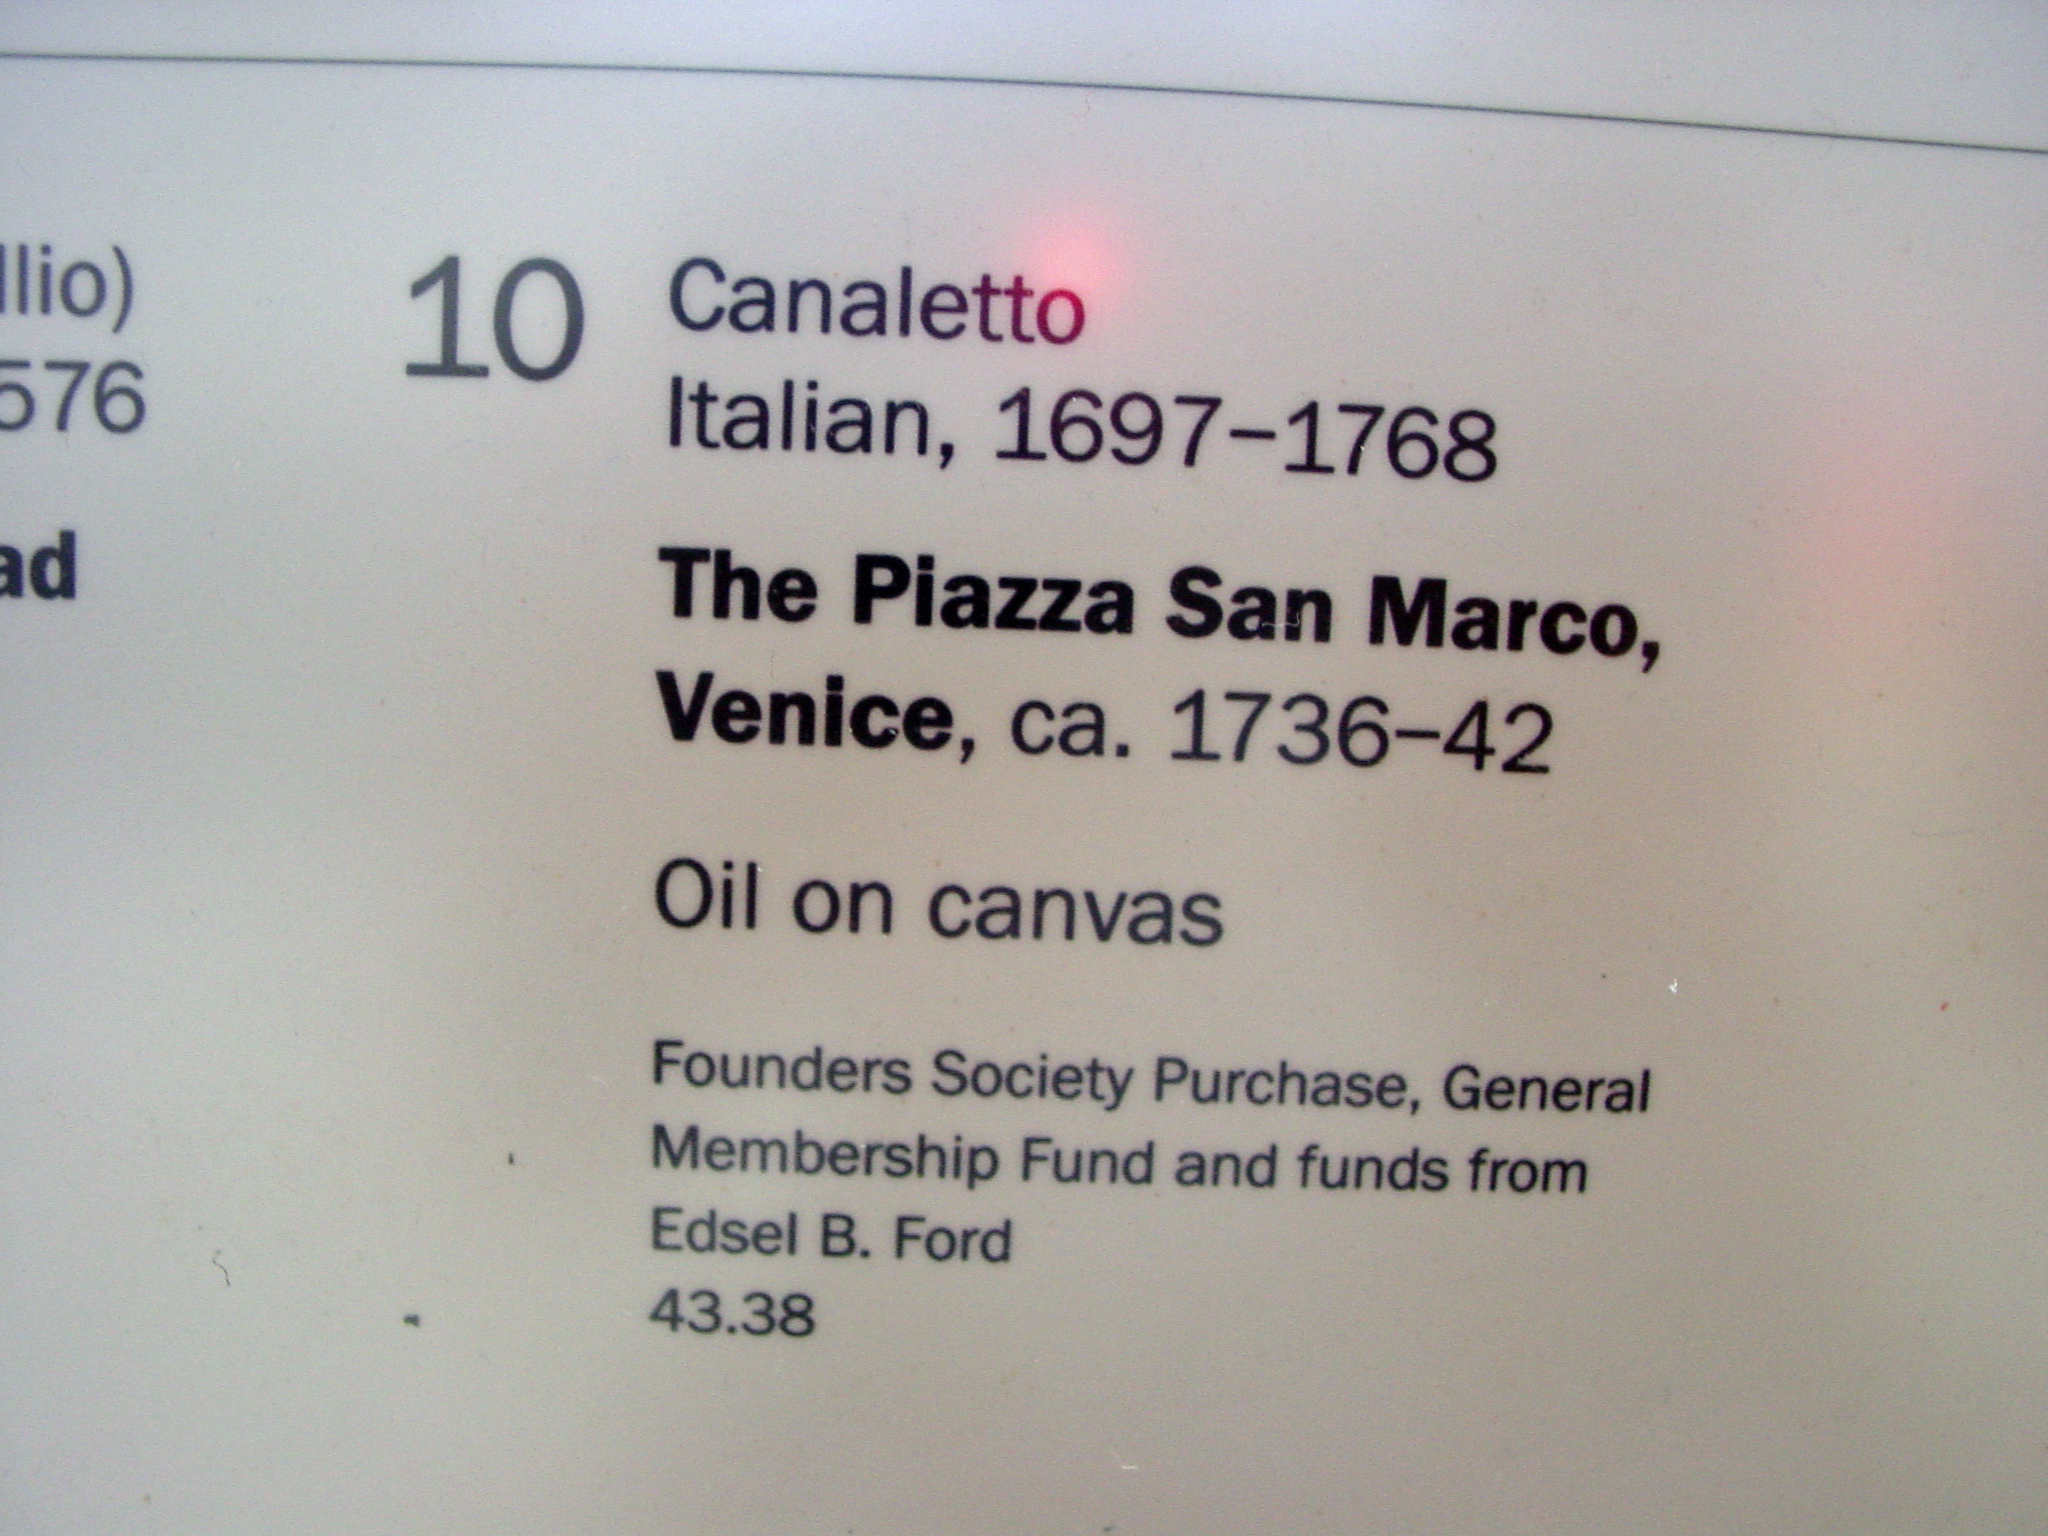 llio)
576
ad
10
Canaletto
Italian, 1697–1768
The Piazza San Marco,
Venice, ca. 1736–42
Oil on canvas
Founders Society Purchase, General
Membership Fund and funds from
Edsel B. Ford
43.38